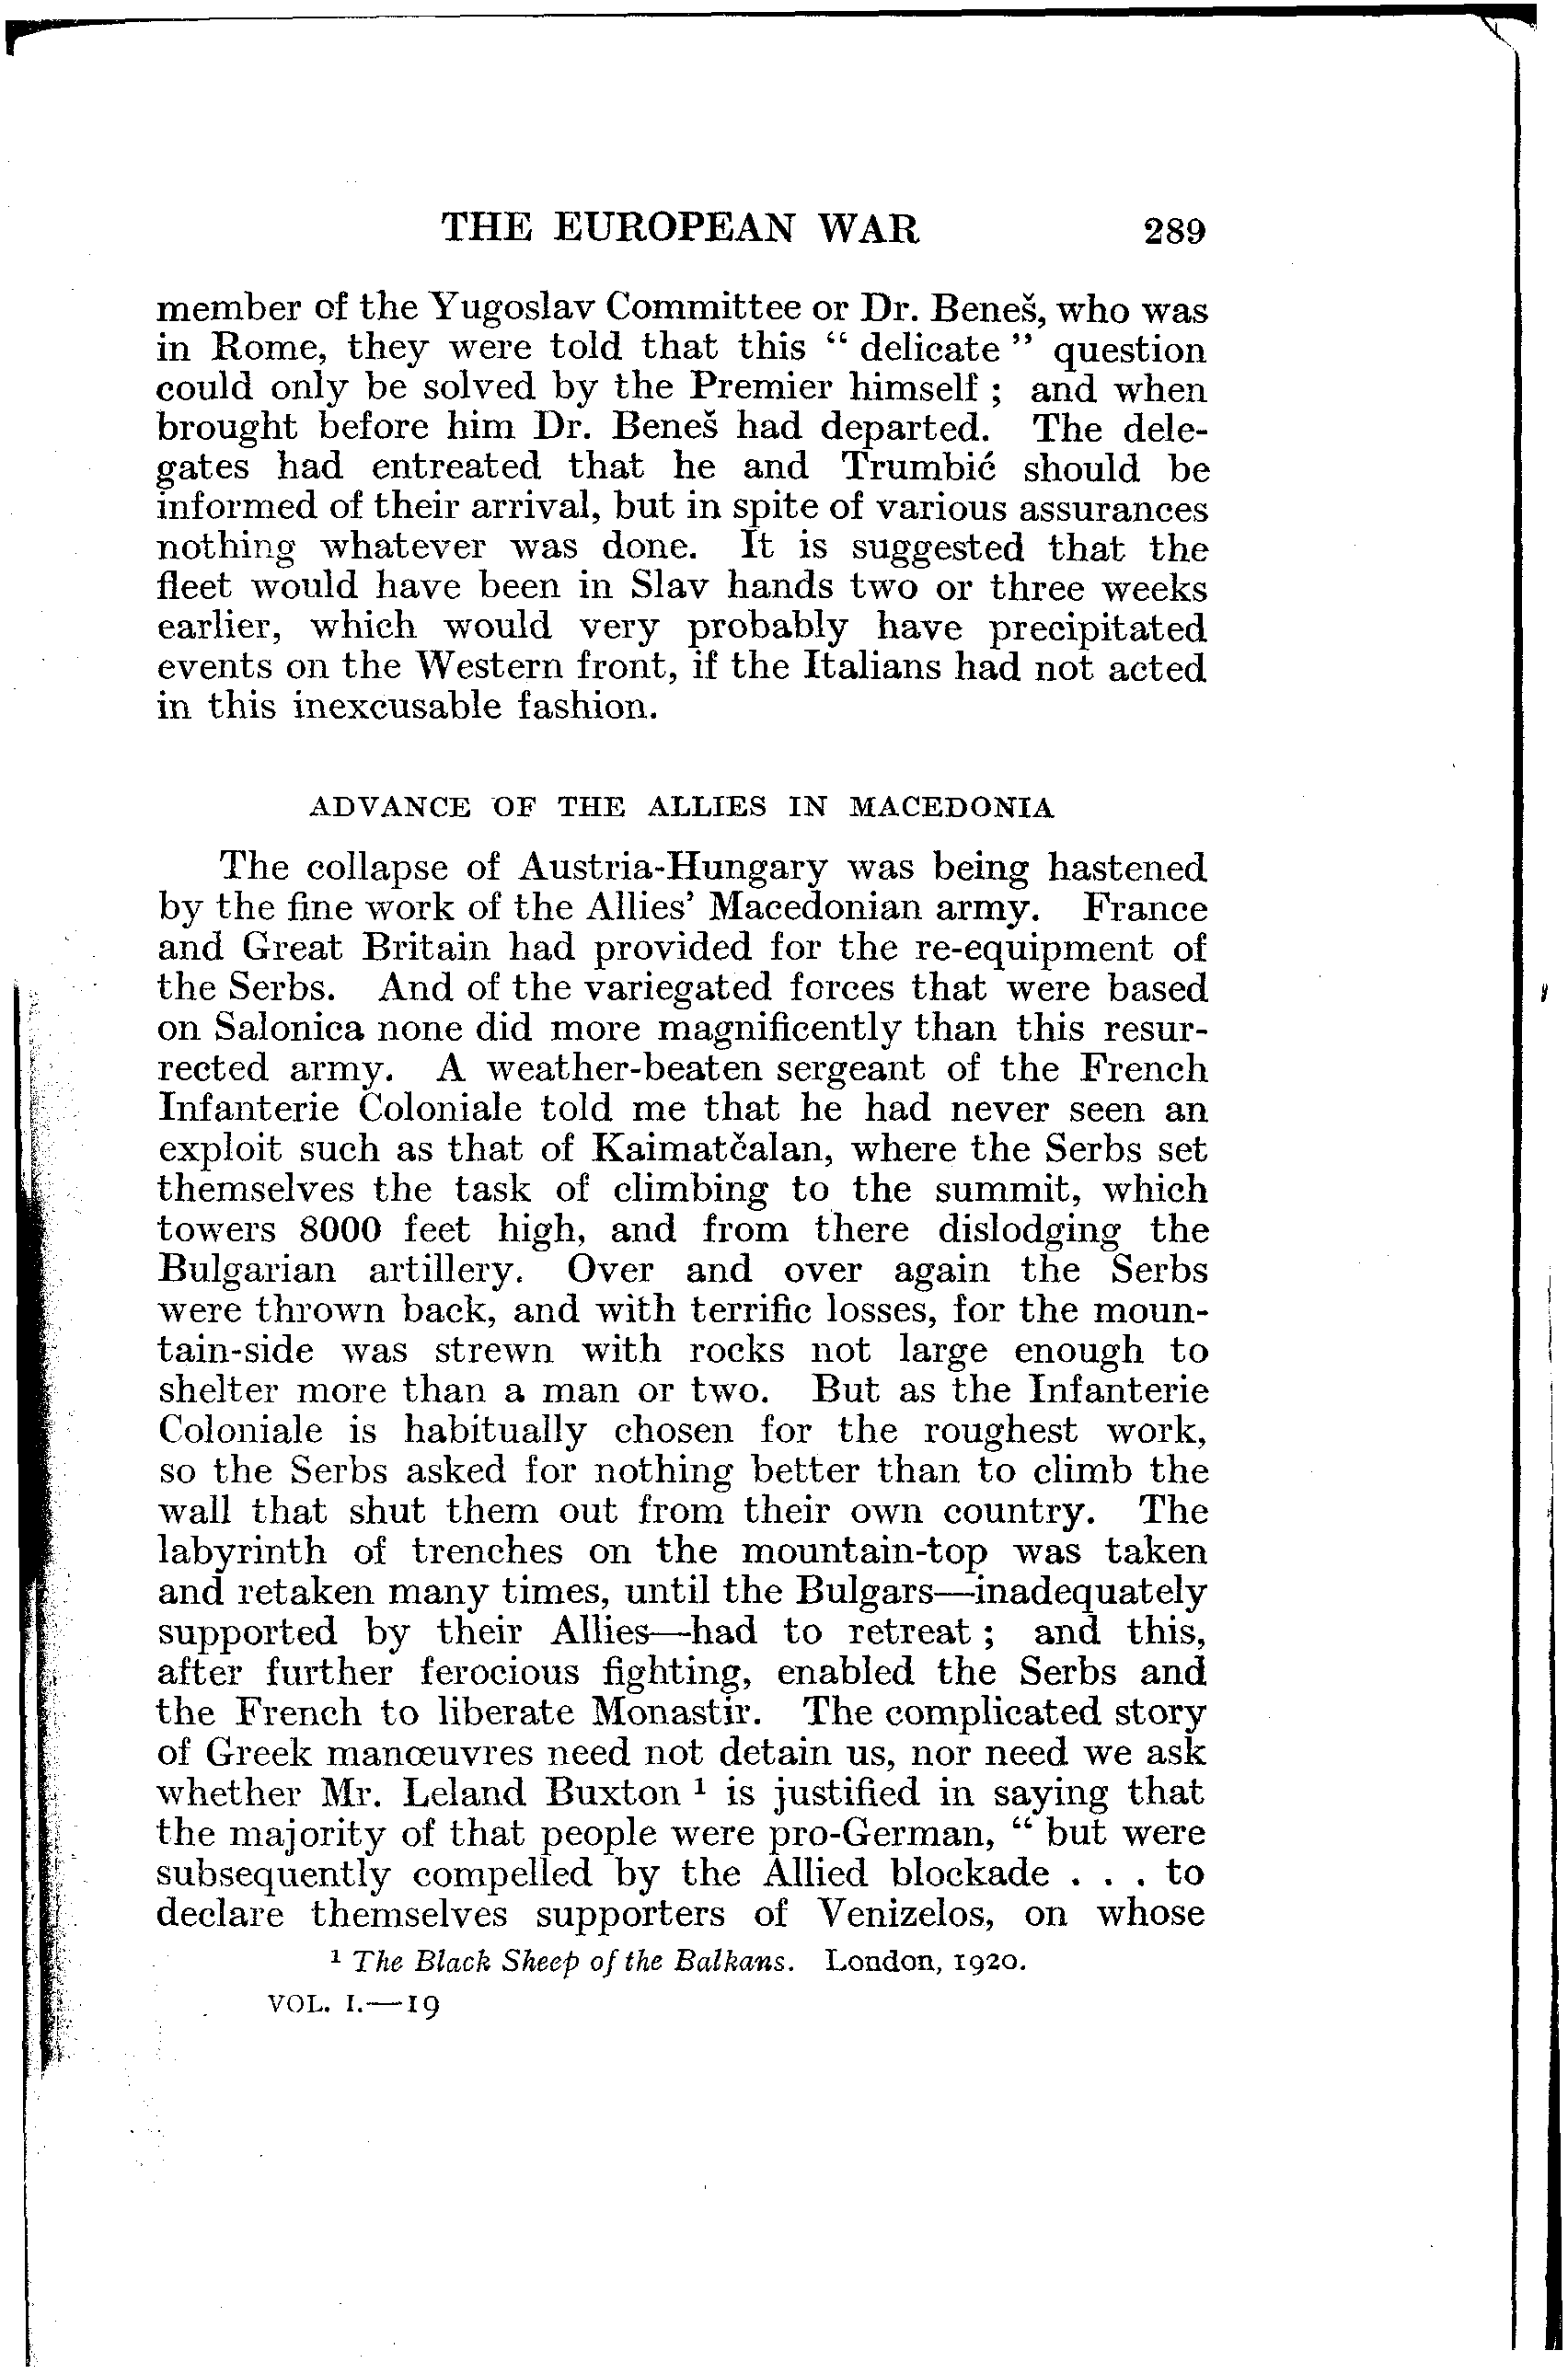 THE EUROPEAN WAR 289
member of the Yugoslav Committee or Dr. Beneš, who was
in Rome, they were told that this “ delicate ” question
could only be solved by the Premier himself ; and when
brought before him Dr. Beneš had departed. The dele-
gates had entreated that he and Trumbić should be
informed of their arrival, but in spite of various assurances
nothing whatever was done. It is suggested that the
fleet would have been in Slav hands two or three weeks
earlier, which would very probably have precipitated
events on the Western front, if the Italians had not acted
in this inexcusable fashion.
ADVANCE OF THE ALLIES IN MACEDONIA
The collapse of Austria-Hungary was being hastened
by the fine work of the Allies’ Macedonian army. France
and Great Britain had provided for the re-equipment of
the Serbs. And of the variegated forces that were based
on Salonica none did more magnificently than this resur-
rected army. A weather-beaten sergeant of the French
Infanterie Coloniale told me that he had never seen an
exploit such as that of Kaimatčalan, where the Serbs set
themselves the task of climbing to the summit, which
towers 8000 feet high, and from there dislodging the
Bulgarian artillery. Over and over again the Serbs
were thrown back, and with terrific losses, for the moun-
tain-side was strewn with rocks not large enough to
shelter more than a man or two. But as the Infanterie
Coloniale is habitually chosen for the roughest work,
so the Serbs asked for nothing better than to climb the
wall that shut them out from their own country. The
labyrinth of trenches on the mountain-top was taken
and retaken many times, until the Bulgars—inadequately
supported by their Allies—had to retreat ; and this,
after further ferocious fighting, enabled the Serbs and
the French to liberate Monastir. The complicated story
of Greek manœuvres need not detain us, nor need we ask
whether Mr. Leland Buxton ¹ is justified in saying that
the majority of that people were pro-German, “ but were
subsequently compelled by the Allied blockade . . . to
declare themselves supporters of Venizelos, on whose
¹ The Black Sheep of the Balkans. London, 1920.
VOL. I.—19